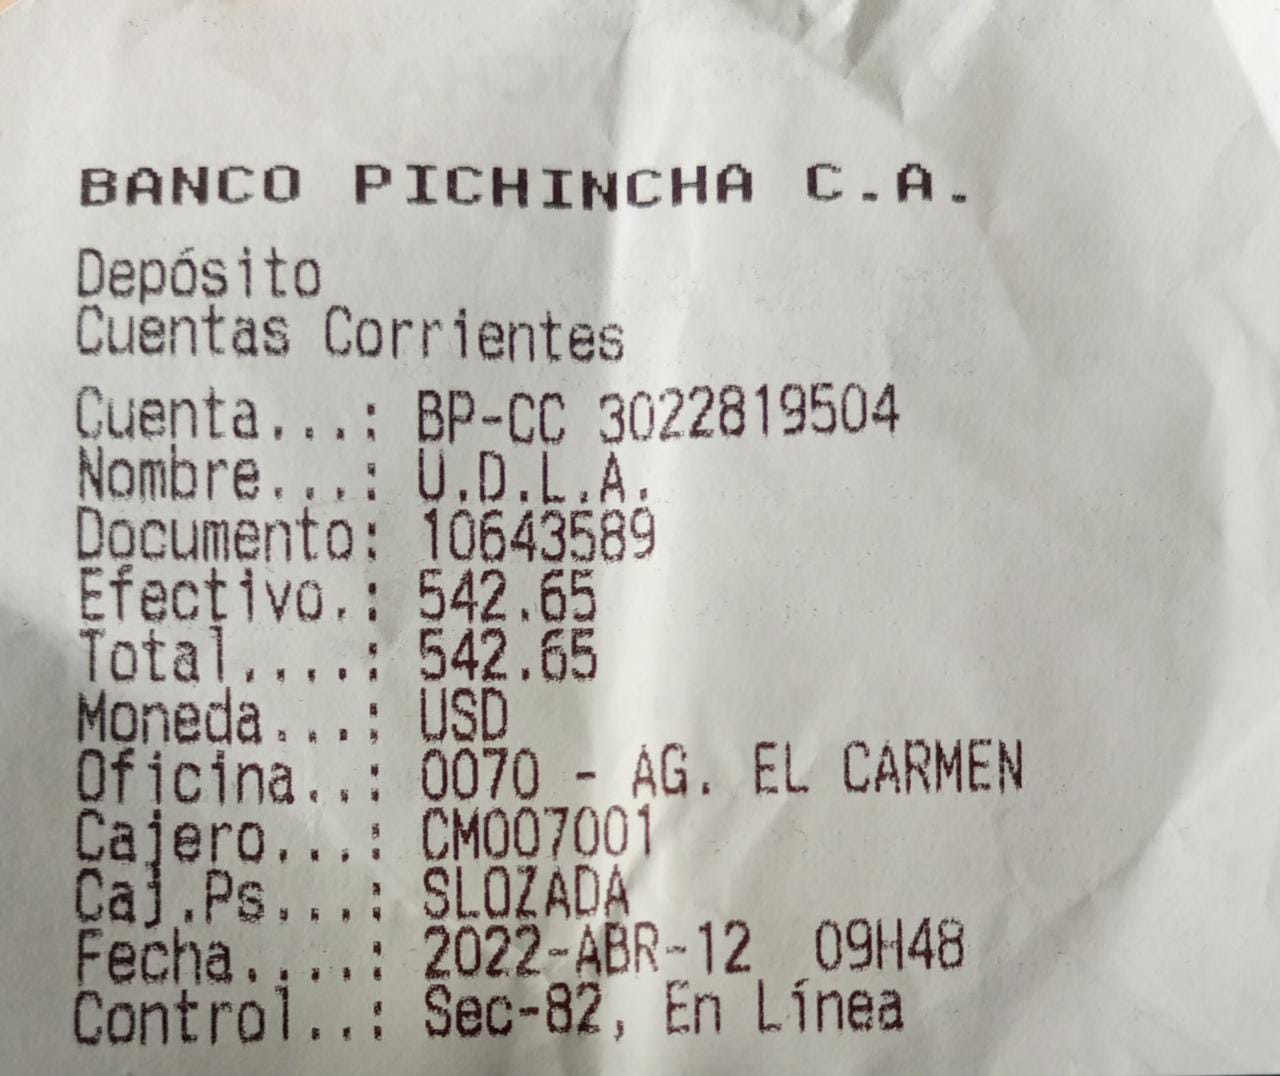 BANCO PICHINCHA C.A.
Depósito
Cuentas Corrientes
Cuenta...: BP-CC 3022819504
Nombre...: U.D.L.A.
Documento: 10643589
Efectivo.: 542.65
Total....: 542.65
Moneda...: USD
Oficina..: 0070 - AG. EL CARMEN
Cajero...: CM007001
Caj.Ps...: SLOZADA
Fecha....: 2022-ABR-12 09H48
Control..: Sec-82, En Línea